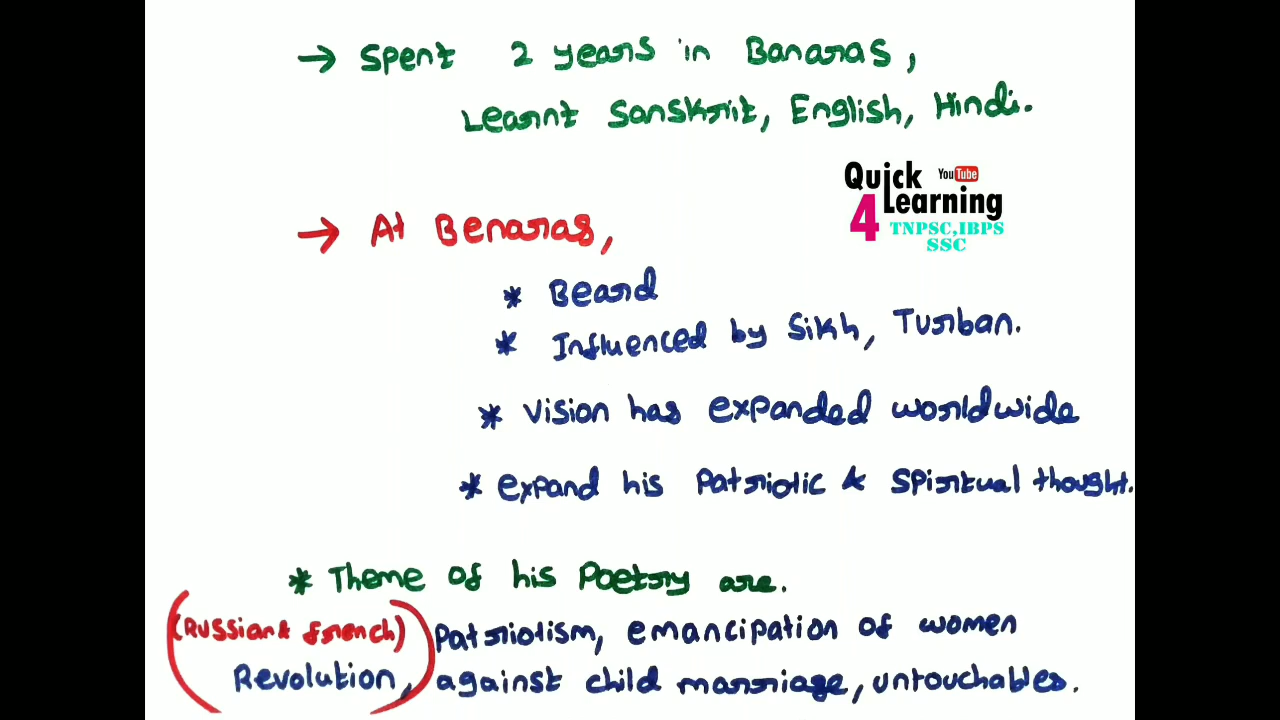 → Spent 2 years in Banaras,
Learnt Sanskrit, English, Hindi.
Quick YouTube
4 Learning
TNPSC,IBPS
SSC
→ At Benaras,
* Beard
* Influenced by Sikh, Turban.
* Vision has expanded worldwide
* expand his Patriotic & Spiritual thought.
* Theme of his Poetry are.
(Russian & french) Patriotism, emancipation of women
Revolution, against child marriage, untouchables.